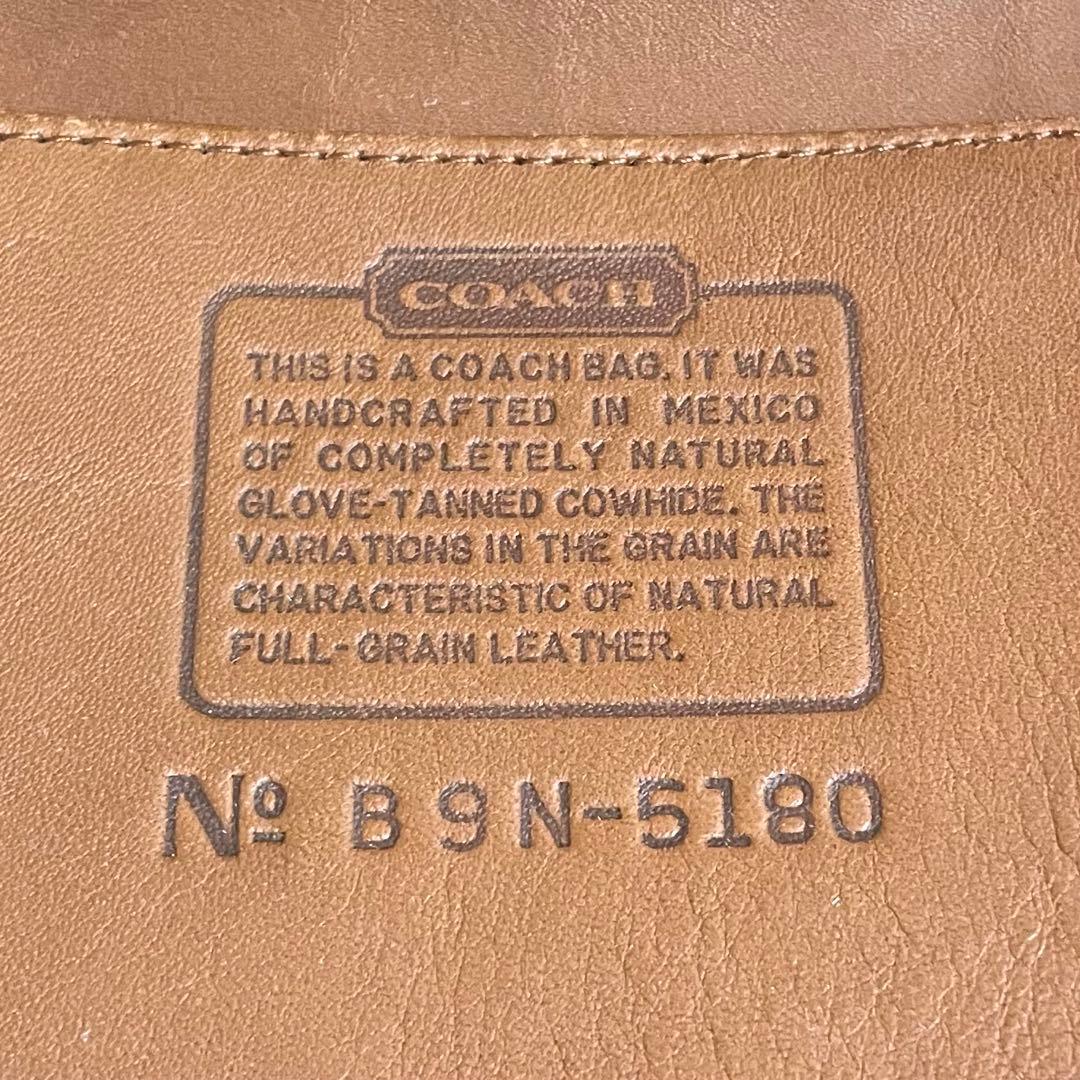 COACH
THIS IS A COACH BAG. IT WAS
HANDCRAFTED IN MEXICO
OF COMPLETELY NATURAL
GLOVE-TANNED COWHIDE. THE
VARIATIONS IN THE GRAIN ARE
CHARACTERISTIC OF NATURAL
FULL-GRAIN LEATHER.
Nº B9N-5180